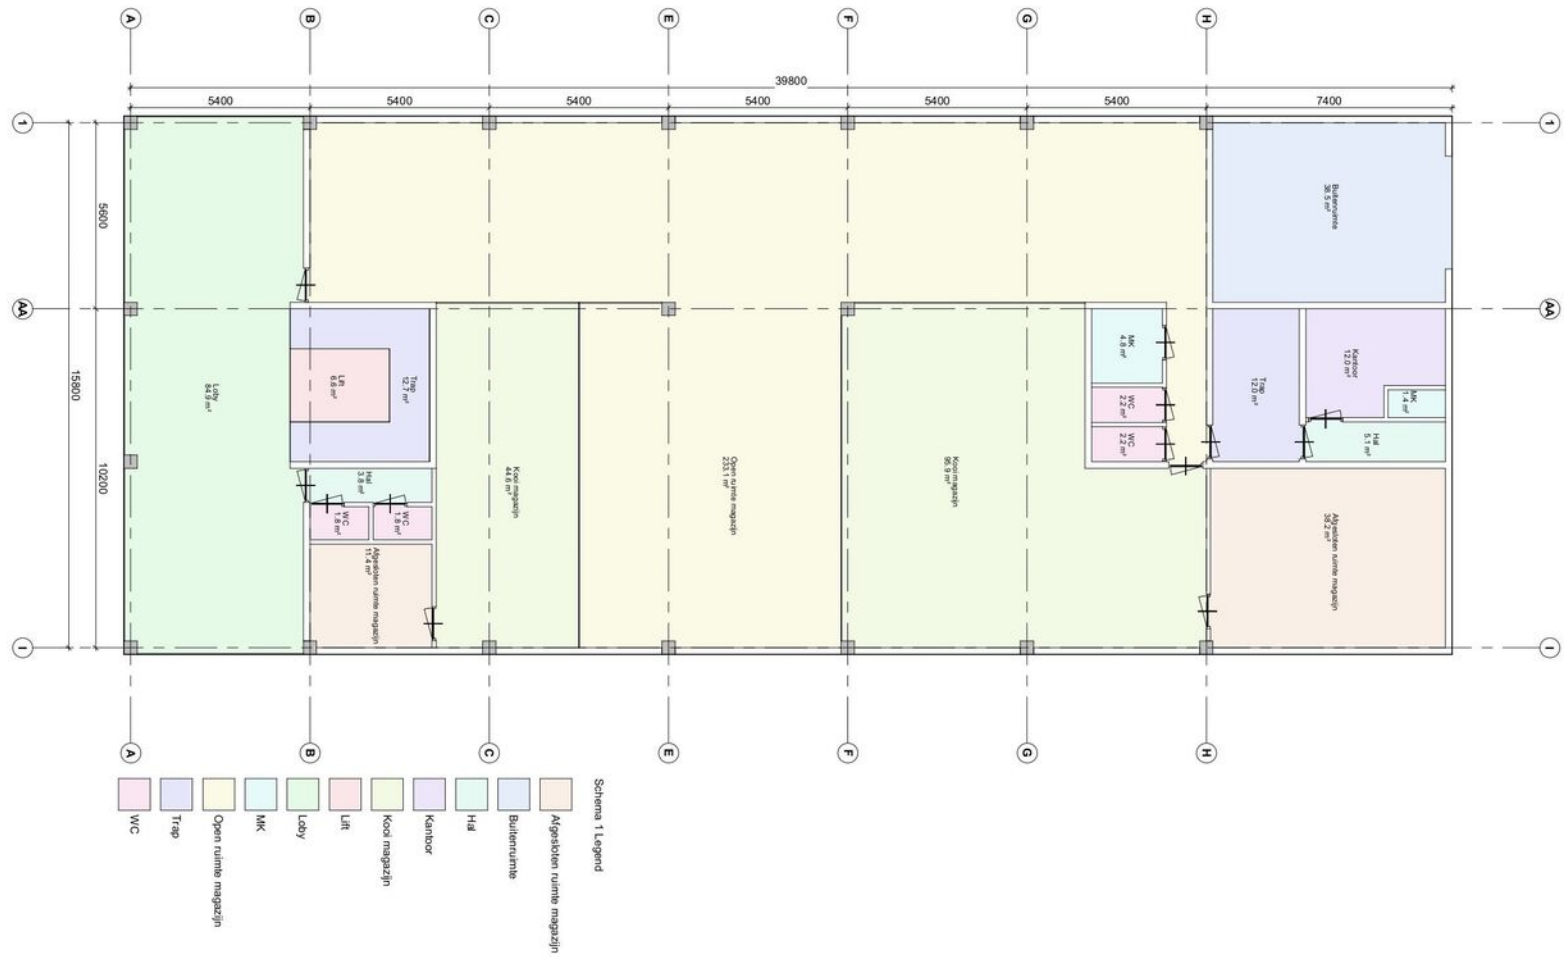 A
B
C
E
F
G
H
39800
5400
5400
5400
5400
5400
5400
7400
1
1
5600
Buitenruimte
38.5 m²
AA
AA
15800
10200
Loby
84.9 m²
Lift
6.6 m²
Trap
12.7 m²
MK
4.8 m²
WC
2.2 m²
WC
2.2 m²
Trap
12.0 m²
Kantoor
12.0 m²
MK
1.4 m²
Hal
5.1 m²
Hal
3.8 m²
WC
1.8 m²
WC
1.8 m²
Kooi magazijn
44.6 m²
Open ruimte magazijn
233.1 m²
Kooi magazijn
95.9 m²
Afgesloten ruimte magazijn
11.4 m²
Afgesloten ruimte magazijn
38.2 m²
I
I
A
B
C
E
F
G
H
Schema 1 Legend
Afgesloten ruimte magazijn
Buitenruimte
Hal
Kantoor
Kooi magazijn
Lift
Loby
MK
Open ruimte magazijn
Trap
WC